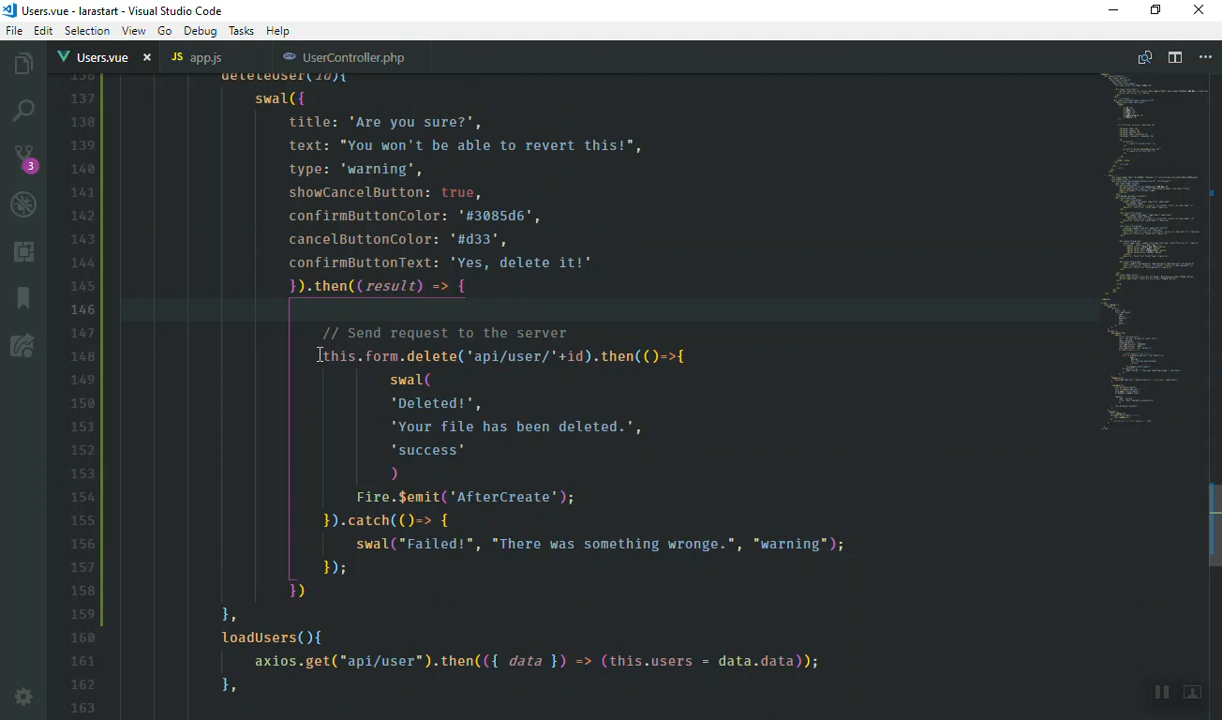 Users.vue - larastart - Visual Studio Code
File Edit Selection View Go Debug Tasks Help
Users.vue × JS app.js UserController.php
136 deleteUser(id){
137 swal({
138 title: 'Are you sure?',
139 text: "You won't be able to revert this!",
140 type: 'warning',
141 showCancelButton: true,
142 confirmButtonColor: '#3085d6',
143 cancelButtonColor: '#d33',
144 confirmButtonText: 'Yes, delete it!'
145 }).then((result) => {
146
147 // Send request to the server
148 this.form.delete('api/user/'+id).then(()=>{
149 swal(
150 'Deleted!',
151 'Your file has been deleted.',
152 'success'
153 )
154 Fire.$emit('AfterCreate');
155 }).catch(()=> {
156 swal("Failed!", "There was something wronge.", "warning");
157 });
158 })
159 },
160 loadUsers(){
161 axios.get("api/user").then(({ data }) => (this.users = data.data));
162 },
163
3